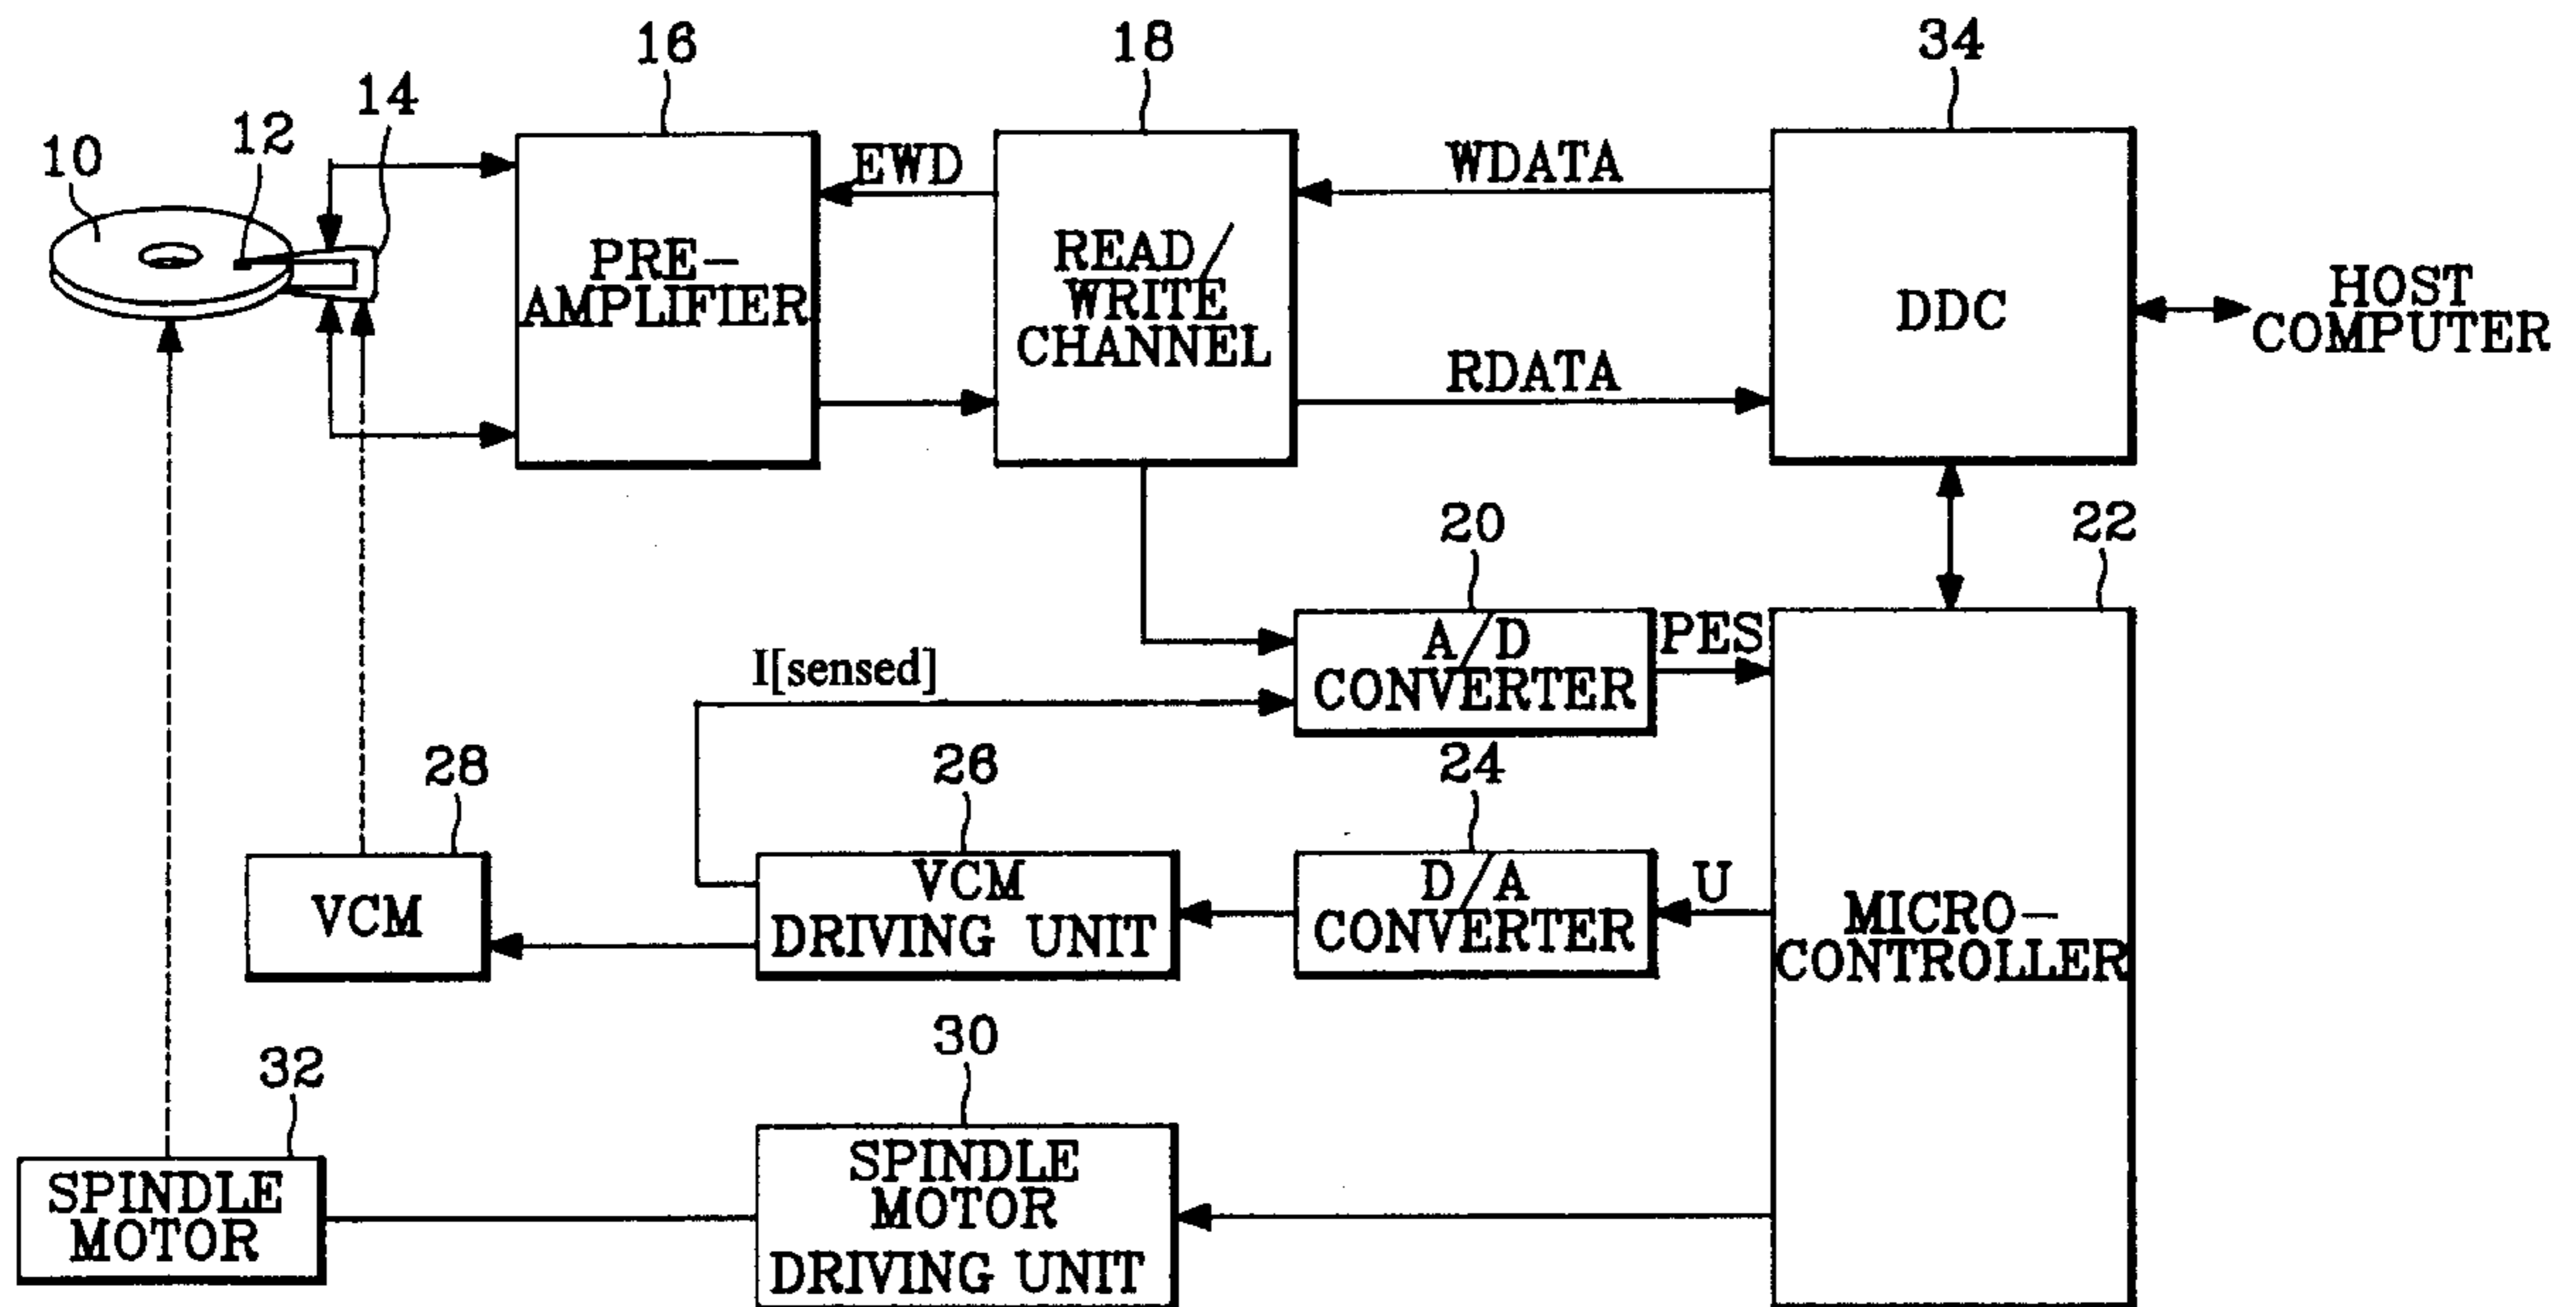 16
18
34
14
12
10
EWD
WDATA
PRE-
AMPLIFIER
READ/
WRITE
CHANNEL
DDC
HOST
COMPUTER
RDATA
20
22
A/D
CONVERTER
PES
I[sensed]
28
26
24
VCM
VCM
DRIVING UNIT
D/A
CONVERTER
U
MICRO-
CONTROLLER
32
30
SPINDLE
MOTOR
SPINDLE
MOTOR
DRIVING UNIT